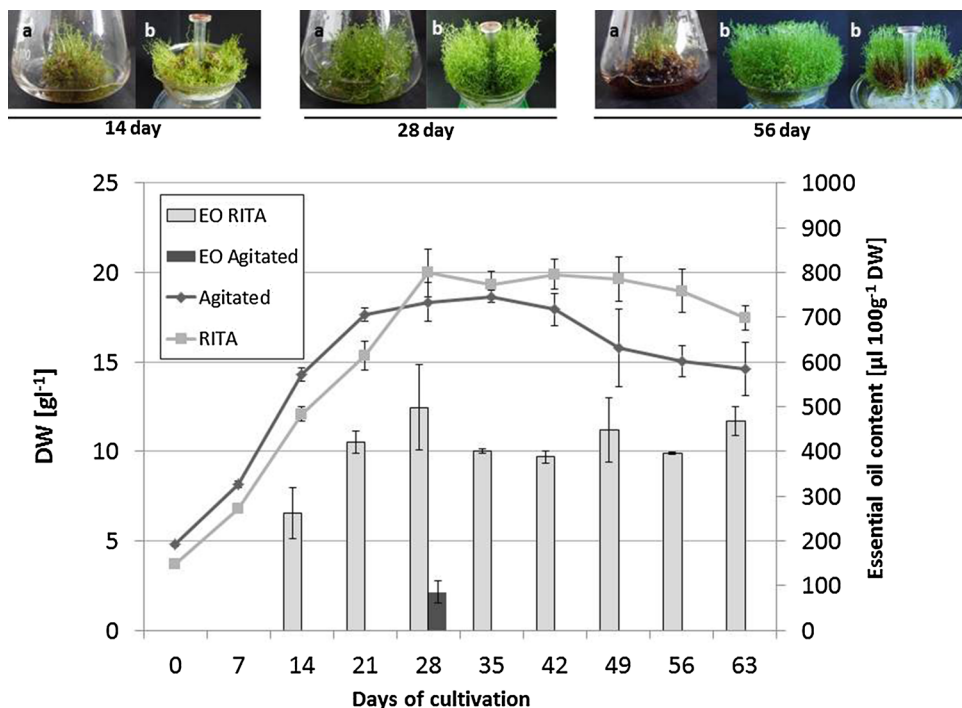 a b a b a b b
14 day 28 day 56 day
25 1000
900
20 800
700
15 600
500
10 400
300
5 200
100
0 0
EO RITA
EO Agitated
Agitated
RITA
DW [gl⁻¹]
Essential oil content [µl 100g⁻¹ DW]
0 7 14 21 28 35 42 49 56 63
Days of cultivation